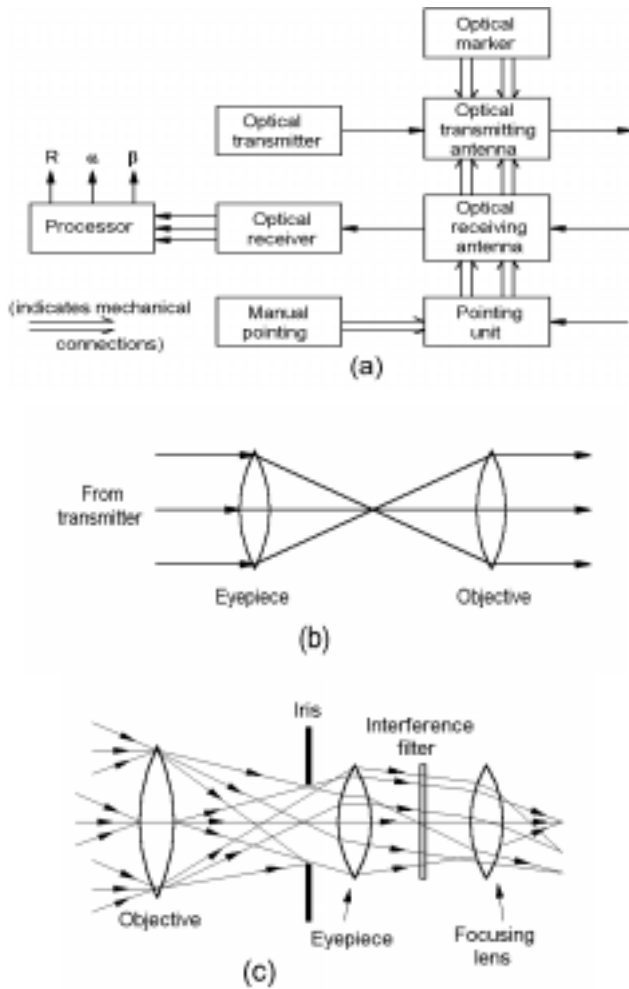 Optical
marker
Optical
transmitter
Optical
transmitting
antenna
R α β
Processor
Optical
receiver
Optical
receiving
antenna
(indicates mechanical
connections)
Manual
pointing
Pointing
unit
(a)
From
transmitter
Eyepiece
Objective
(b)
Iris
Interference
filter
Objective
Eyepiece
Focusing
lens
(c)